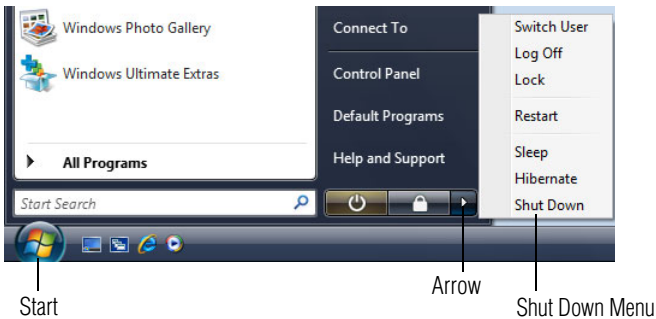 Windows Photo Gallery
Windows Ultimate Extras
All Programs
Start Search
Connect To
Control Panel
Default Programs
Help and Support
Switch User
Log Off
Lock
Restart
Sleep
Hibernate
Shut Down
Start
Arrow
Shut Down Menu